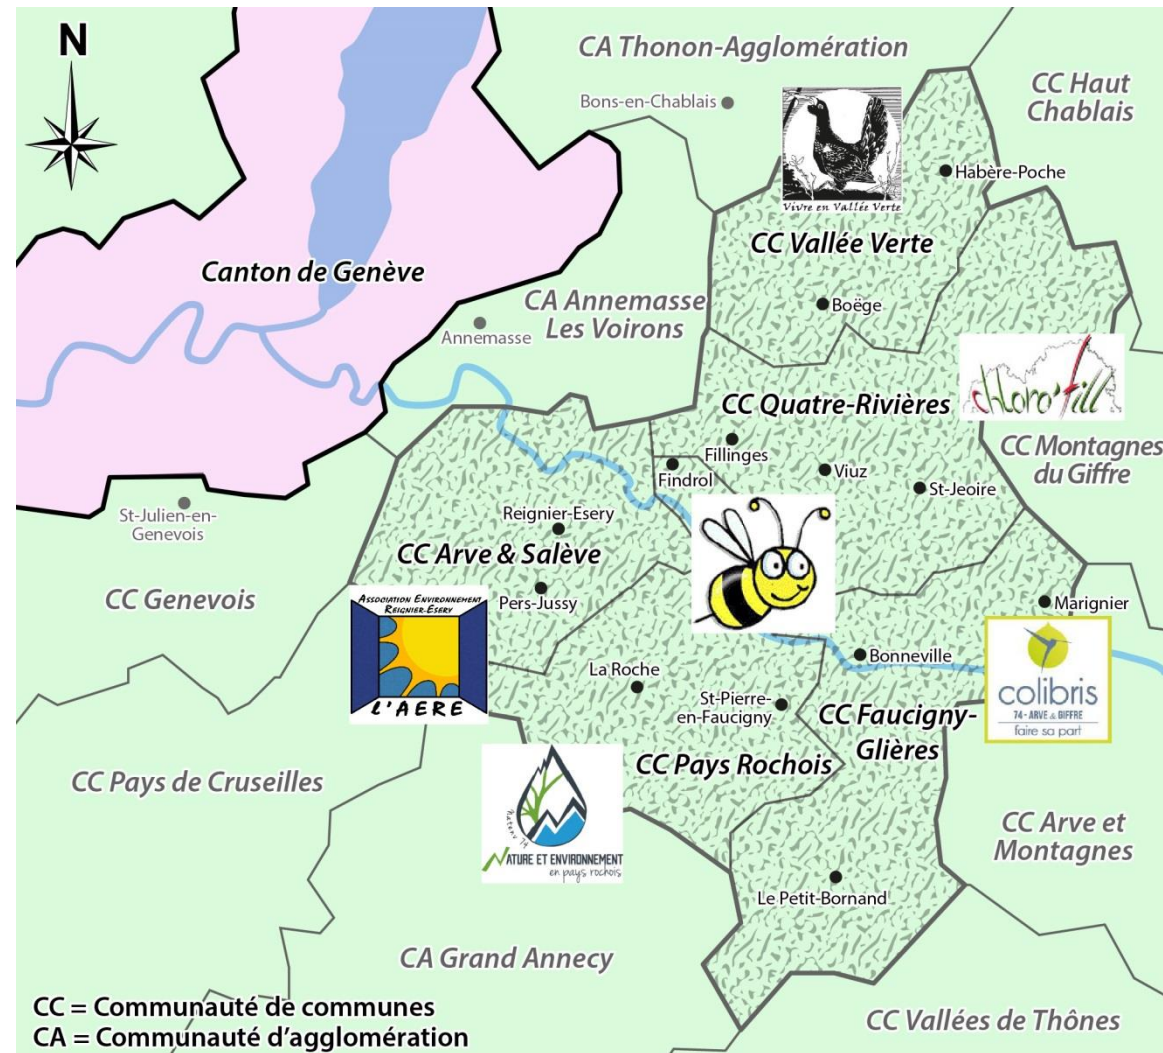 N
CA Thonon-Agglomération
Bons-en-Chablais
CC Haut
Chablais
Habère-Poche
Vivre en Vallée Verte
CC Vallée Verte
Canton de Genève
CA Annemasse
Les Voirons
Boëge
Annemasse
chloro'fill
CC Quatre-Rivières
CC Montagnes
du Giffre
Fillinges
Findrol
Viuz
St-Jeoire
St-Julien-en-
Genevois
Reignier-Esery
CC Arve & Salève
CC Genevois
Pers-Jussy
ASSOCIATION ENVIRONNEMENT
REIGNIER-ESERY
L'AERE
Marignier
Bonneville
colibris
74 - ARVE & GIFFRE
faire sa part
La Roche
St-Pierre-
en-Faucigny
CC Faucigny-
Glières
CC Pays Rochois
CC Pays de Cruseilles
Natenv 74
NATURE ET ENVIRONNEMENT
en pays rochois
CC Arve et
Montagnes
Le Petit-Bornand
CA Grand Annecy
CC Vallées de Thônes
CC = Communauté de communes
CA = Communauté d'agglomération